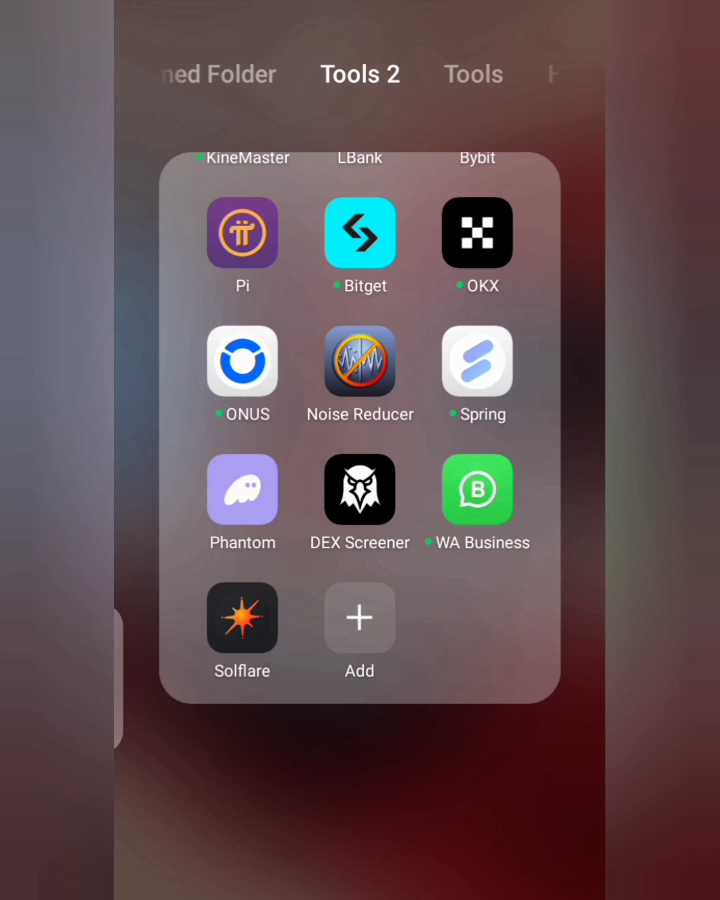 ned Folder
Tools 2
Tools
KineMaster
LBank
Bybit
Pi
Bitget
OKX
ONUS
Noise Reducer
Spring
Phantom
DEX Screener
B
WA Business
Solflare
Add